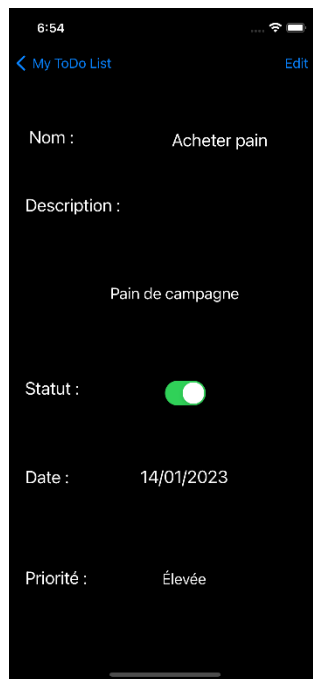 6:54
My ToDo List Edit
Nom : Acheter pain
Description :
Pain de campagne
Statut :
Date : 14/01/2023
Priorité : Élevée